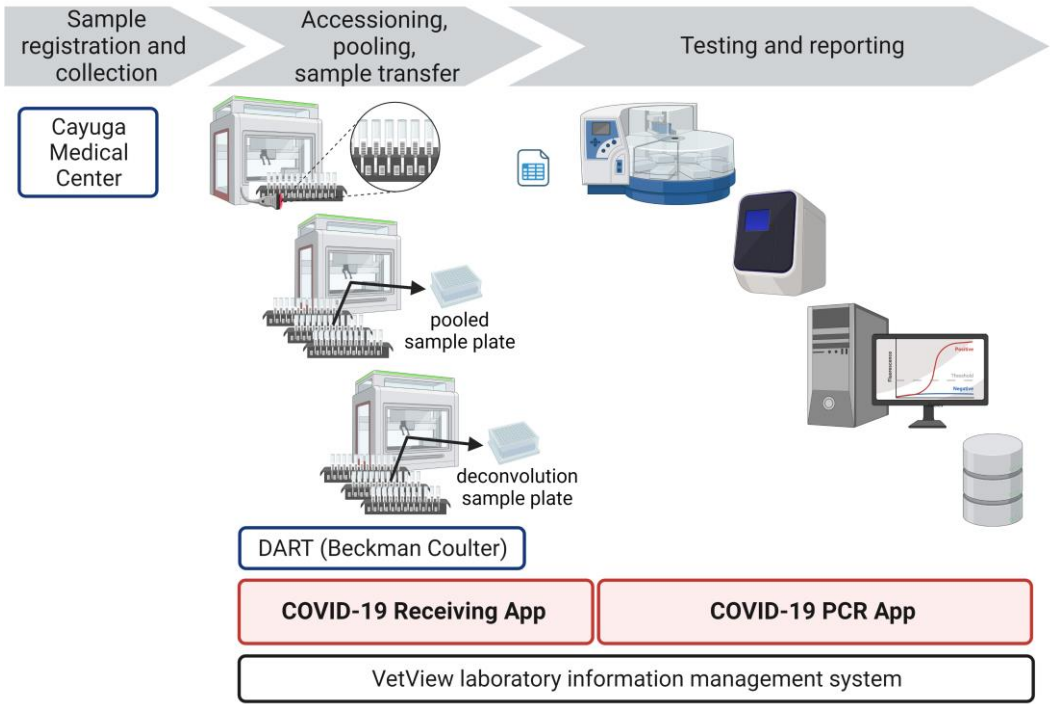 Sample
registration and
collection
Accessioning,
pooling,
sample transfer
Testing and reporting
Cayuga
Medical
Center
pooled
sample plate
Fluorescence
Positive
Threshold
Negative
deconvolution
sample plate
DART (Beckman Coulter)
COVID-19 Receiving App
COVID-19 PCR App
VetView laboratory information management system